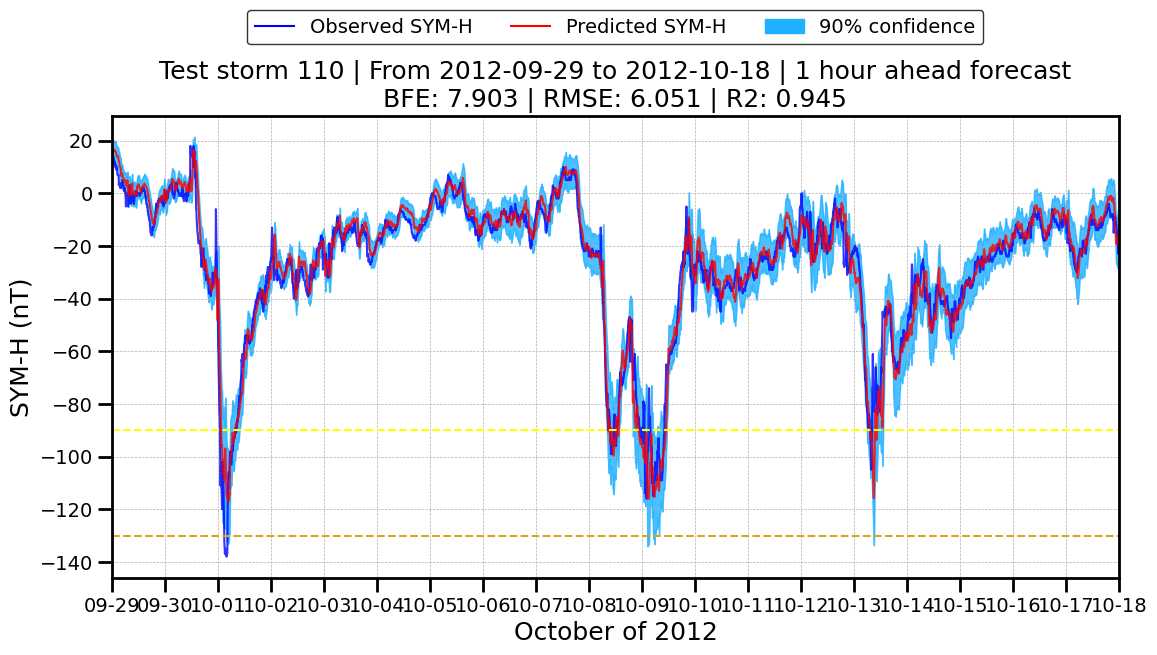 Observed SYM-H Predicted SYM-H 90% confidence
Test storm 110 | From 2012-09-29 to 2012-10-18 | 1 hour ahead forecast
BFE: 7.903 | RMSE: 6.051 | R2: 0.945
SYM-H (nT)
20
0
−20
−40
−60
−80
−100
−120
−140
09-29 09-30 10-01 10-02 10-03 10-04 10-05 10-06 10-07 10-08 10-09 10-10 10-11 10-12 10-13 10-14 10-15 10-16 10-17 10-18
October of 2012